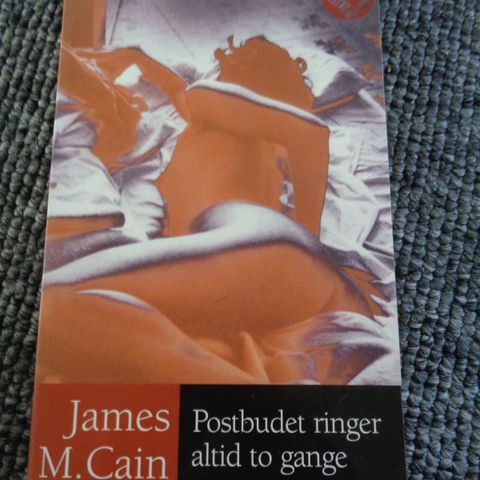 James
M. Cain
Postbudet ringer
altid to gange